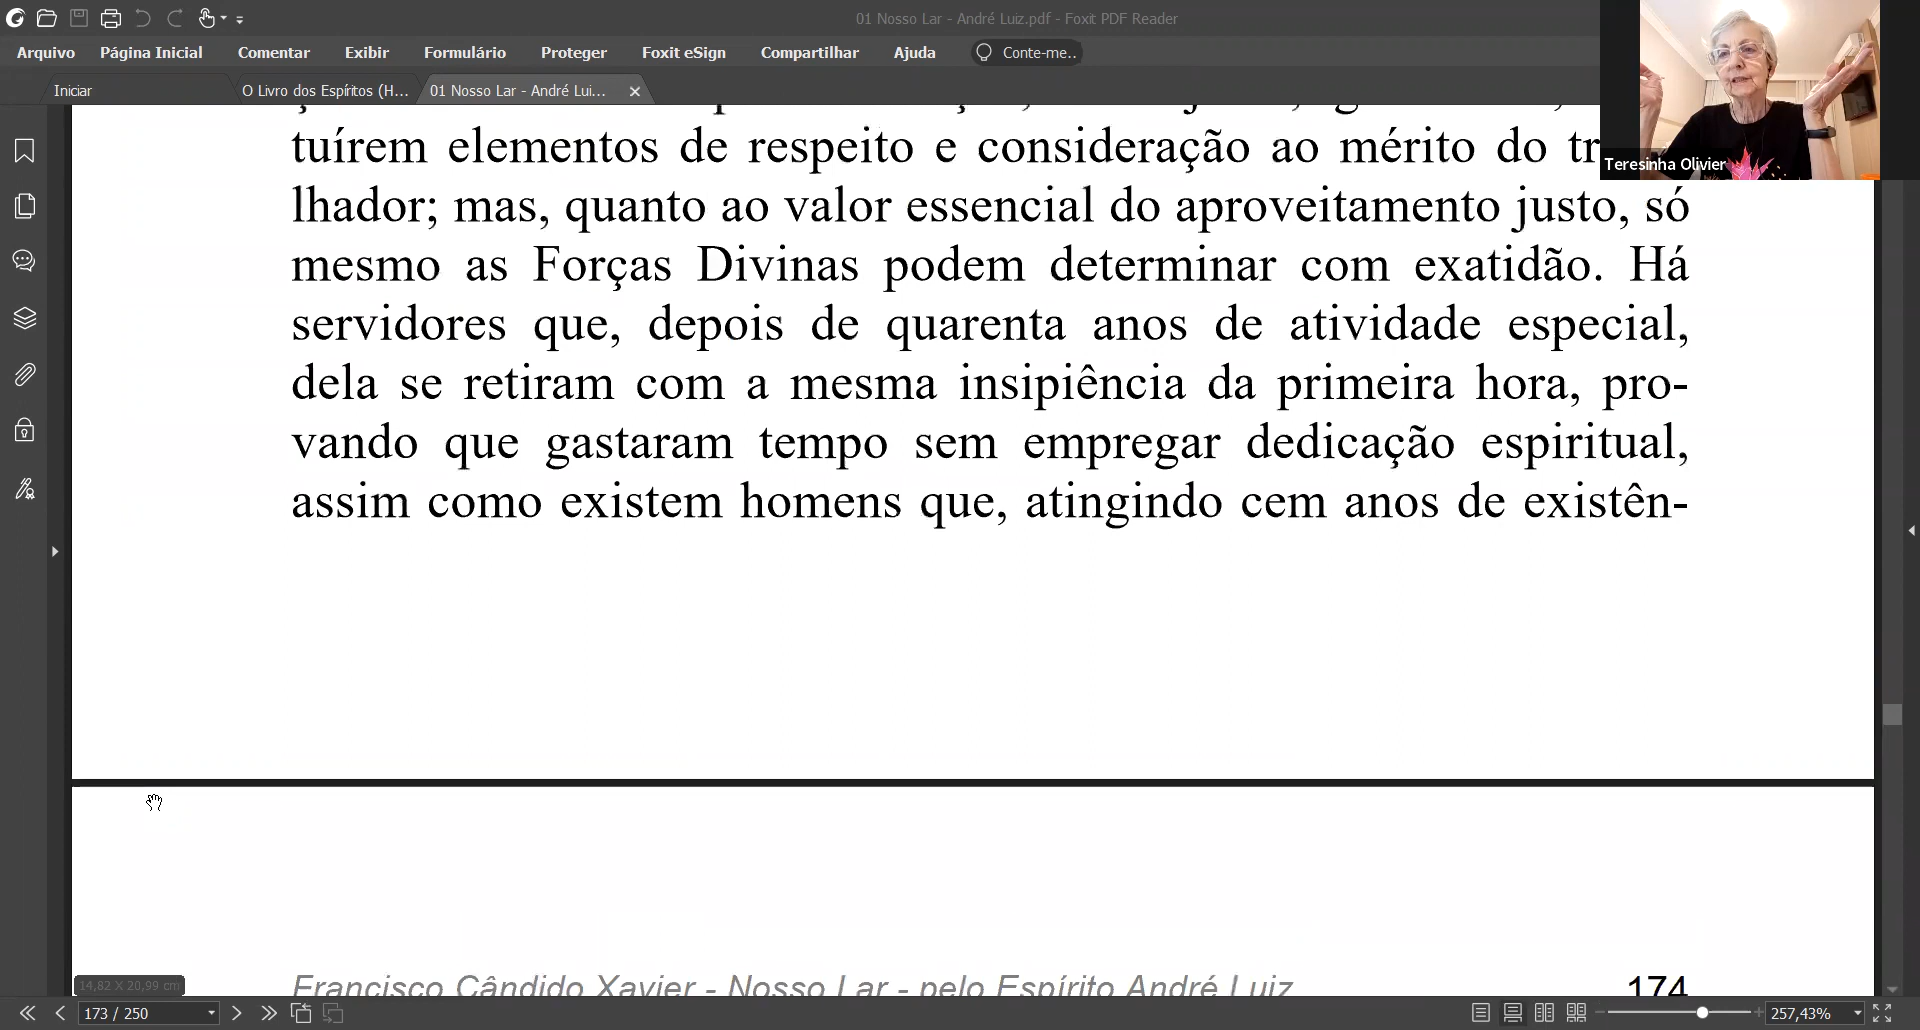 01 Nosso Lar - André Luiz.pdf - Foxit PDF Reader
Arquivo Página Inicial Comentar Exibir Formulário Proteger Foxit eSign Compartilhar Ajuda Conte-me..
Iniciar O Livro dos Espíritos (H... 01 Nosso Lar - André Lui...
Teresinha Olivier
tuírem elementos de respeito e consideração ao mérito do tr
lhador; mas, quanto ao valor essencial do aproveitamento justo, só
mesmo as Forças Divinas podem determinar com exatidão. Há
servidores que, depois de quarenta anos de atividade especial,
dela se retiram com a mesma insipiência da primeira hora, pro-
vando que gastaram tempo sem empregar dedicação espiritual,
assim como existem homens que, atingindo cem anos de existên-
Francisco Cândido Xavier - Nosso Lar - pelo Espírito André Luiz 174
14,82 X 20,99 cm
173 / 250 257,43%